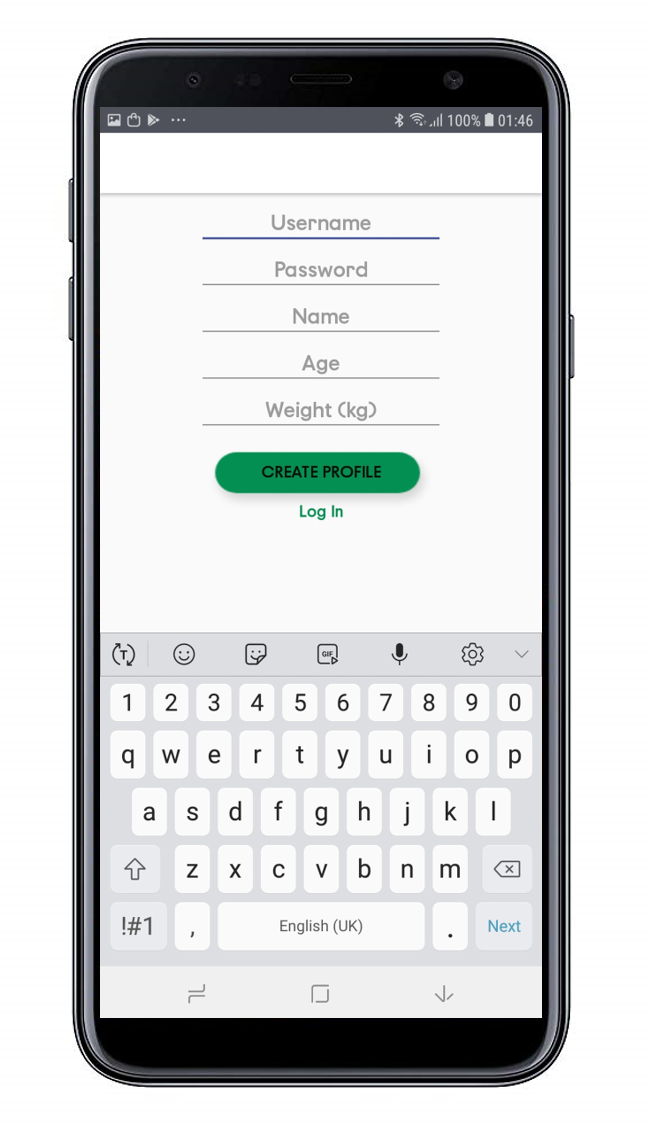 100% 01:46
Username
Password
Name
Age
Weight (kg)
CREATE PROFILE
Log In
T GIF
1 2 3 4 5 6 7 8 9 0
q w e r t y u i o p
a s d f g h j k l
z x c v b n m
!#1 , English (UK) . Next